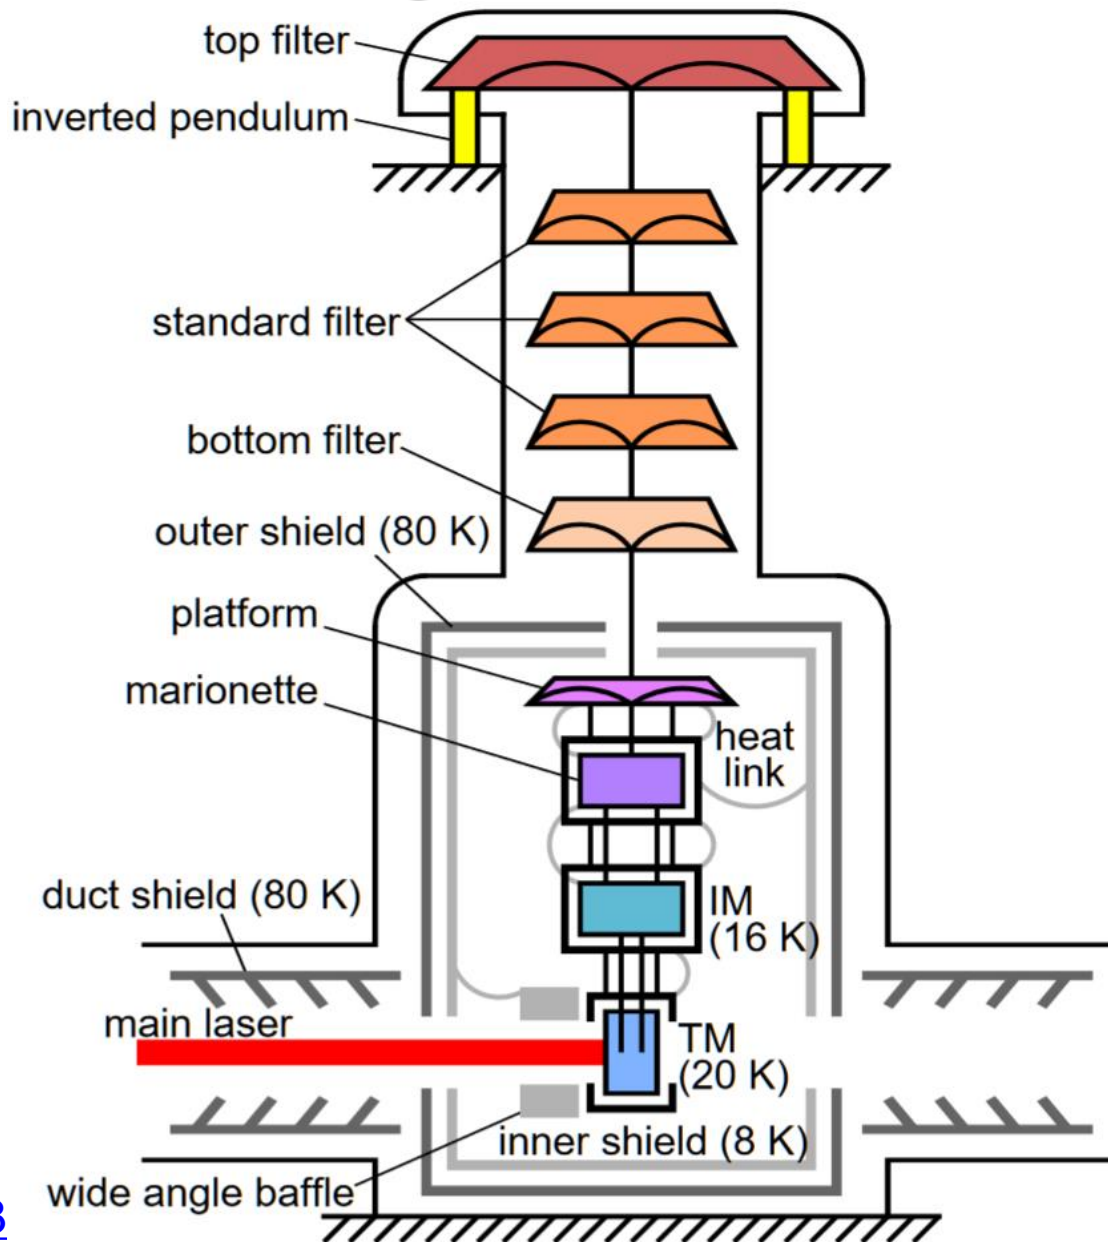 top filter
inverted pendulum
standard filter
bottom filter
outer shield (80 K)
platform
marionette
heat
link
duct shield (80 K)
IM
(16 K)
main laser
TM
(20 K)
inner shield (8 K)
wide angle baffle